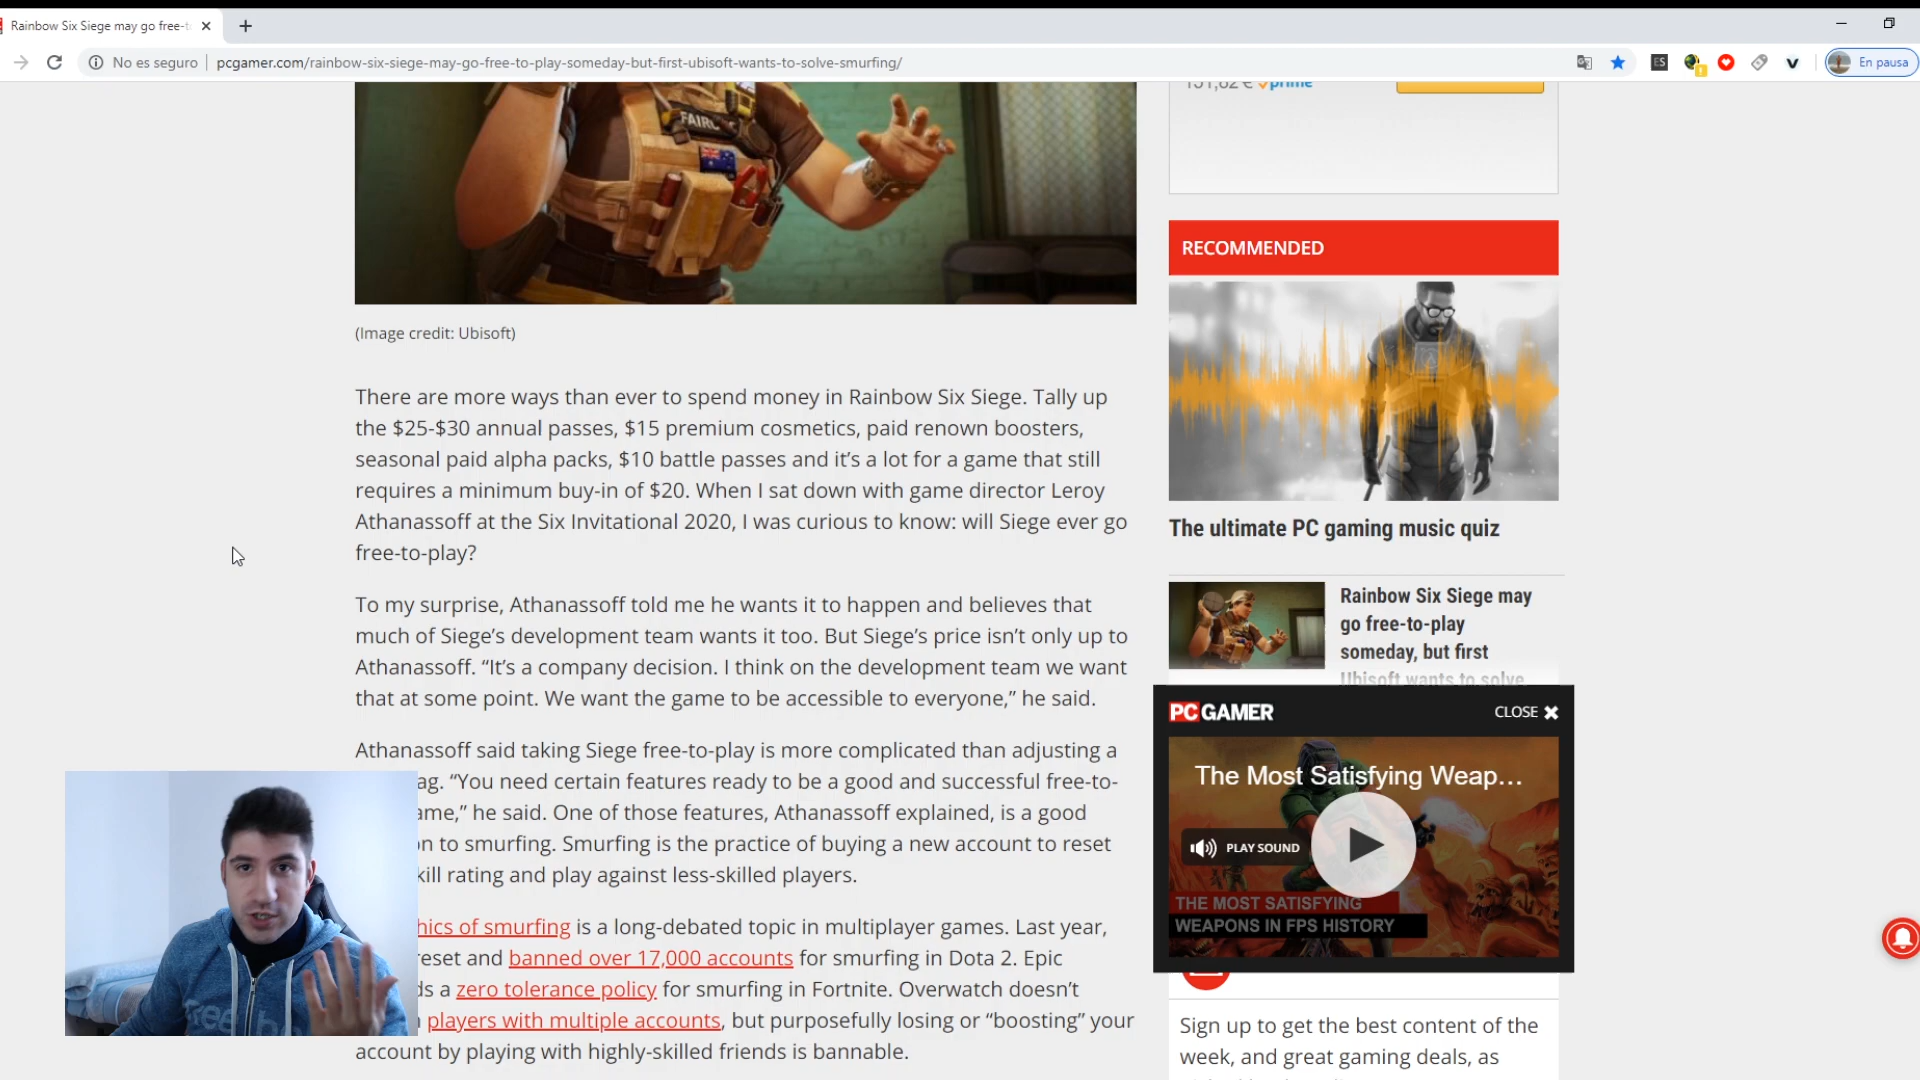 Rainbow Six Siege may go free-t
No es seguro
pcgamer.com/rainbow-six-siege-may-go-free-to-play-someday-but-first-ubisoft-wants-to-solve-smurfing/
ES
En pausa
FAIR
(Image credit: Ubisoft)
There are more ways than ever to spend money in Rainbow Six Siege. Tally up
the $25-$30 annual passes, $15 premium cosmetics, paid renown boosters,
seasonal paid alpha packs, $10 battle passes and it’s a lot for a game that still
requires a minimum buy-in of $20. When I sat down with game director Leroy
Athanassoff at the Six Invitational 2020, I was curious to know: will Siege ever go
free-to-play?
To my surprise, Athanassoff told me he wants it to happen and believes that
much of Siege’s development team wants it too. But Siege’s price isn’t only up to
Athanassoff. “It’s a company decision. I think on the development team we want
that at some point. We want the game to be accessible to everyone,” he said.
Athanassoff said taking Siege free-to-play is more complicated than adjusting a
ag. “You need certain features ready to be a good and successful free-to-
ame,” he said. One of those features, Athanassoff explained, is a good
on to smurfing. Smurfing is the practice of buying a new account to reset
kill rating and play against less-skilled players.
hics of smurfing is a long-debated topic in multiplayer games. Last year,
reset and banned over 17,000 accounts for smurfing in Dota 2. Epic
ds a zero tolerance policy for smurfing in Fortnite. Overwatch doesn’t
players with multiple accounts, but purposefully losing or “boosting” your
account by playing with highly-skilled friends is bannable.
131,82 € prime
RECOMMENDED
The ultimate PC gaming music quiz
Rainbow Six Siege may
go free-to-play
someday, but first
Ubisoft wants to solve
PC GAMER
CLOSE
The Most Satisfying Weap...
PLAY SOUND
THE MOST SATISFYING
WEAPONS IN FPS HISTORY
Sign up to get the best content of the
week, and great gaming deals, as